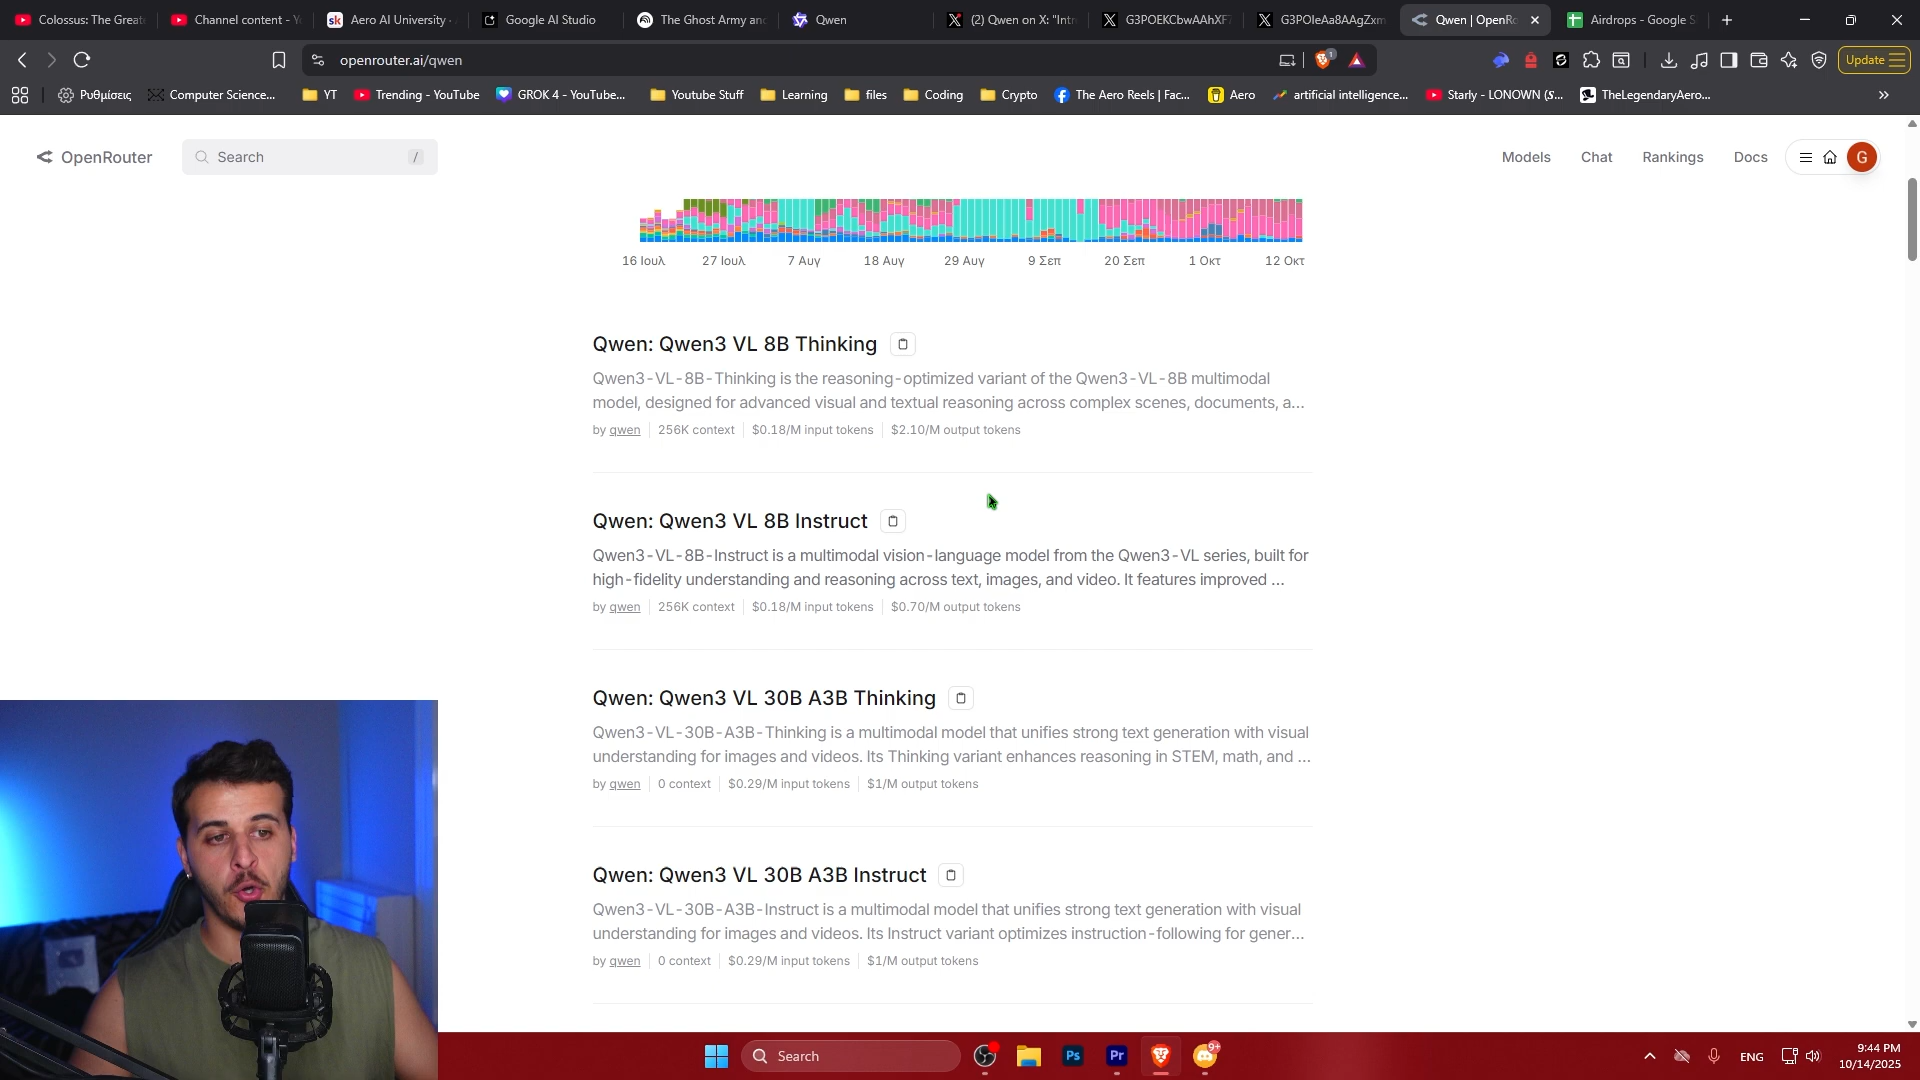 Colossus: The Great
Channel content - Y
Aero AI University -
Google AI Studio
The Ghost Army and
Qwen
(2) Qwen on X: "Intr
G3POEKCbwAAhXF
G3POIeAa8AAgZxm
Qwen | OpenRo
Airdrops - Google S
openrouter.ai/qwen
1
Update
Ρυθμίσεις
Computer Science...
YT
Trending - YouTube
GROK 4 - YouTube...
Youtube Stuff
Learning
files
Coding
Crypto
The Aero Reels | Fac...
Aero
artificial intelligence...
Starly - LONOWN (S...
TheLegendaryAero...
OpenRouter
Search
/
Models
Chat
Rankings
Docs
G
16 Ιουλ
27 Ιουλ
7 Αυγ
18 Αυγ
29 Αυγ
9 Σεπ
20 Σεπ
1 Οκτ
12 Οκτ
Qwen: Qwen3 VL 8B Thinking
Qwen3-VL-8B-Thinking is the reasoning-optimized variant of the Qwen3-VL-8B multimodal
model, designed for advanced visual and textual reasoning across complex scenes, documents, a...
by qwen
256K context
$0.18/M input tokens
$2.10/M output tokens
Qwen: Qwen3 VL 8B Instruct
Qwen3-VL-8B-Instruct is a multimodal vision-language model from the Qwen3-VL series, built for
high-fidelity understanding and reasoning across text, images, and video. It features improved ...
by qwen
256K context
$0.18/M input tokens
$0.70/M output tokens
Qwen: Qwen3 VL 30B A3B Thinking
Qwen3-VL-30B-A3B-Thinking is a multimodal model that unifies strong text generation with visual
understanding for images and videos. Its Thinking variant enhances reasoning in STEM, math, and ...
by qwen
0 context
$0.29/M input tokens
$1/M output tokens
Qwen: Qwen3 VL 30B A3B Instruct
Qwen3-VL-30B-A3B-Instruct is a multimodal model that unifies strong text generation with visual
understanding for images and videos. Its Instruct variant optimizes instruction-following for gener...
by qwen
0 context
$0.29/M input tokens
$1/M output tokens
Search
Ps
Pr
9+
ENG
9:44 PM
10/14/2025